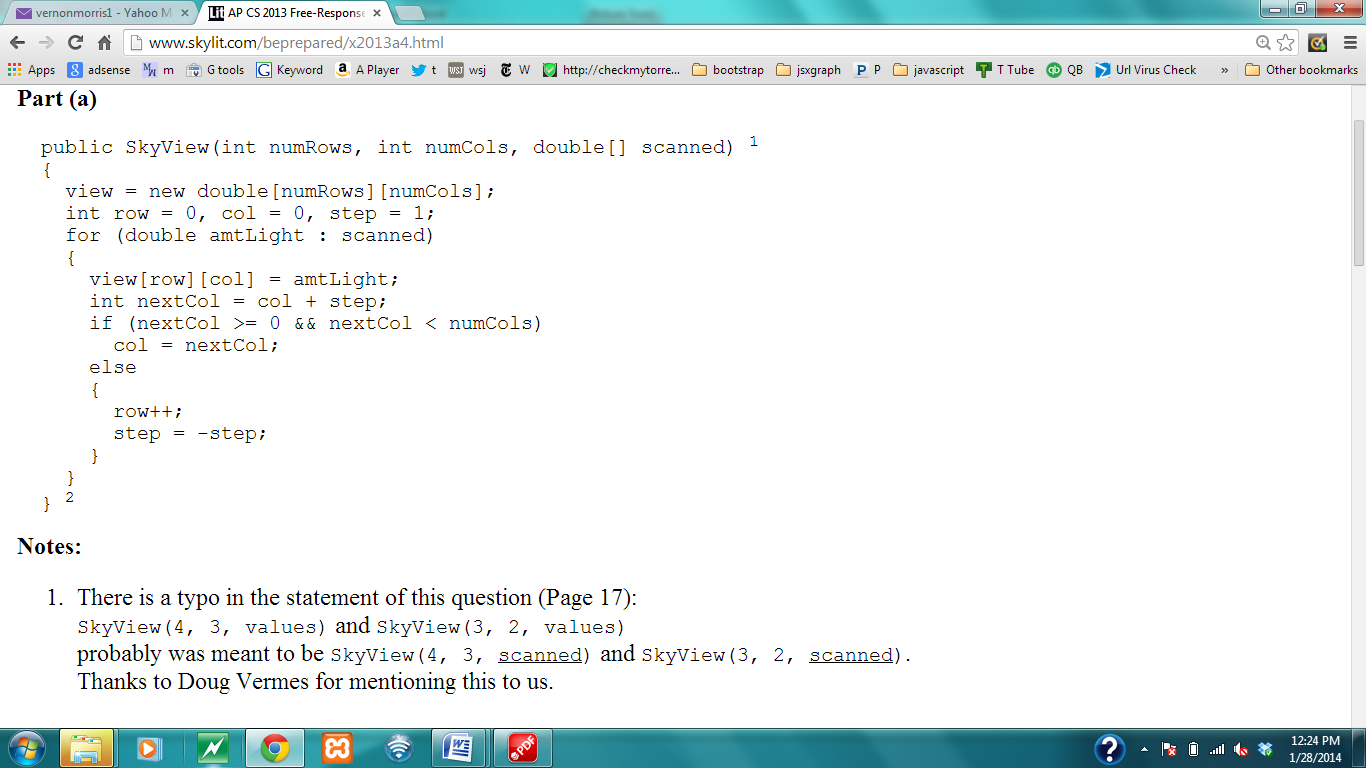 vernonmorris1 - Yahoo M
AP CS 2013 Free-Response
www.skylit.com/beprepared/x2013a4.html
Apps adsense m G tools Keyword A Player t wsj W http://checkmytorre... bootstrap jsxgraph P javascript T Tube QB Url Virus Check » Other bookmarks
Part (a)
public SkyView(int numRows, int numCols, double[] scanned) 1
{
view = new double[numRows][numCols];
int row = 0, col = 0, step = 1;
for (double amtLight : scanned)
{
view[row][col] = amtLight;
int nextCol = col + step;
if (nextCol >= 0 && nextCol < numCols)
col = nextCol;
else
{
row++;
step = -step;
}
}
} 2
Notes:
1. There is a typo in the statement of this question (Page 17):
SkyView(4, 3, values) and SkyView(3, 2, values)
probably was meant to be SkyView(4, 3, scanned) and SkyView(3, 2, scanned).
Thanks to Doug Vermes for mentioning this to us.
12:24 PM
1/28/2014